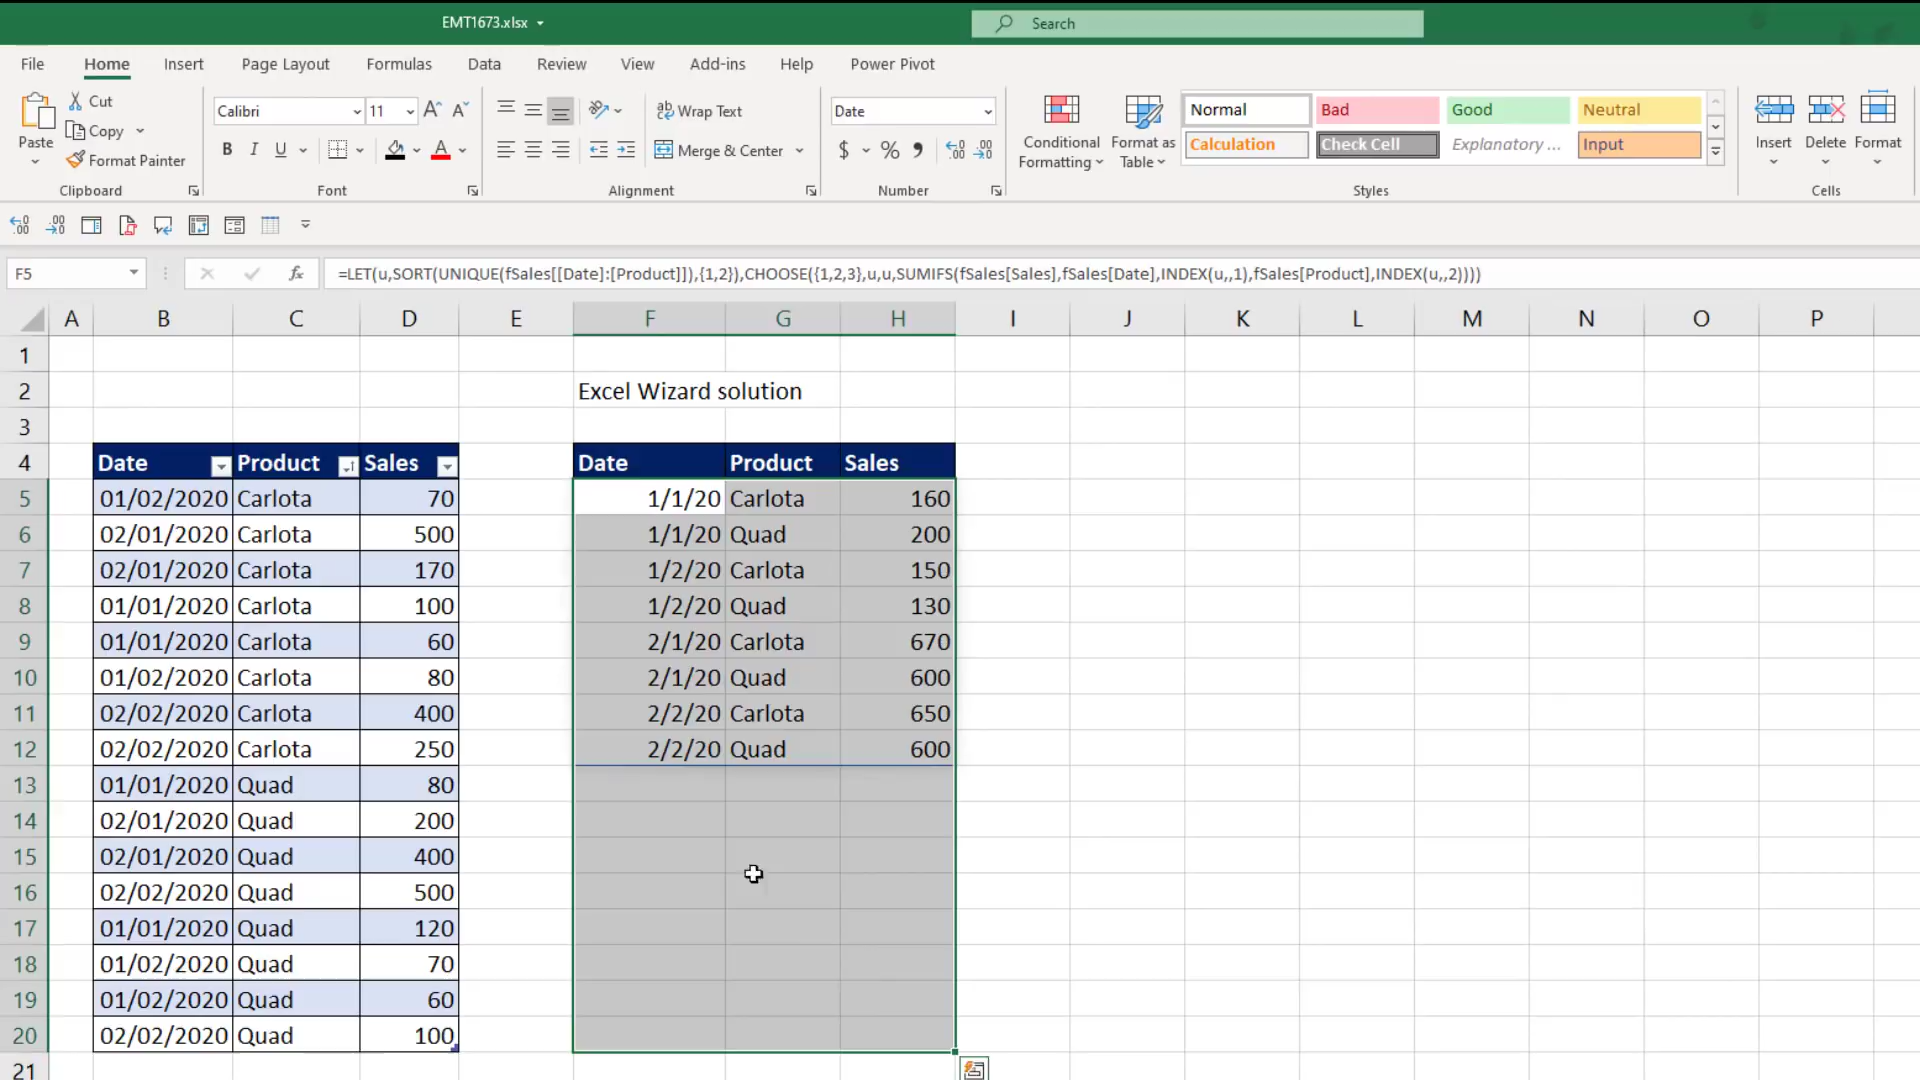 EMT1673.xlsx
Search
File Home Insert Page Layout Formulas Data Review View Add-ins Help Power Pivot
Paste
Cut
Copy
Format Painter
Clipboard
Calibri 11 A A
B I U A
Font
ab Wrap Text
Merge & Center
Alignment
Date
$ % , .00 .00
Number
Conditional Formatting
Format as Table
Normal Bad Good Neutral
Calculation Check Cell Explanatory ... Input
Styles
Insert Delete Format
Cells
F5 fx =LET(u,SORT(UNIQUE(fSales[[Date]:[Product]]),{1,2}),CHOOSE({1,2,3},u,u,SUMIFS(fSales[Sales],fSales[Date],INDEX(u,,1),fSales[Product],INDEX(u,,2))))
A B C D E F G H I J K L M N O P
1
2 Excel Wizard solution
3
4 Date Product Sales Date Product Sales
5 01/02/2020 Carlota 70 1/1/20 Carlota 160
6 02/01/2020 Carlota 500 1/1/20 Quad 200
7 02/01/2020 Carlota 170 1/2/20 Carlota 150
8 01/01/2020 Carlota 100 1/2/20 Quad 130
9 01/01/2020 Carlota 60 2/1/20 Carlota 670
10 01/02/2020 Carlota 80 2/1/20 Quad 600
11 02/02/2020 Carlota 400 2/2/20 Carlota 650
12 02/02/2020 Carlota 250 2/2/20 Quad 600
13 01/01/2020 Quad 80
14 02/01/2020 Quad 200
15 02/01/2020 Quad 400
16 02/02/2020 Quad 500
17 01/01/2020 Quad 120
18 01/02/2020 Quad 70
19 01/02/2020 Quad 60
20 02/02/2020 Quad 100
21